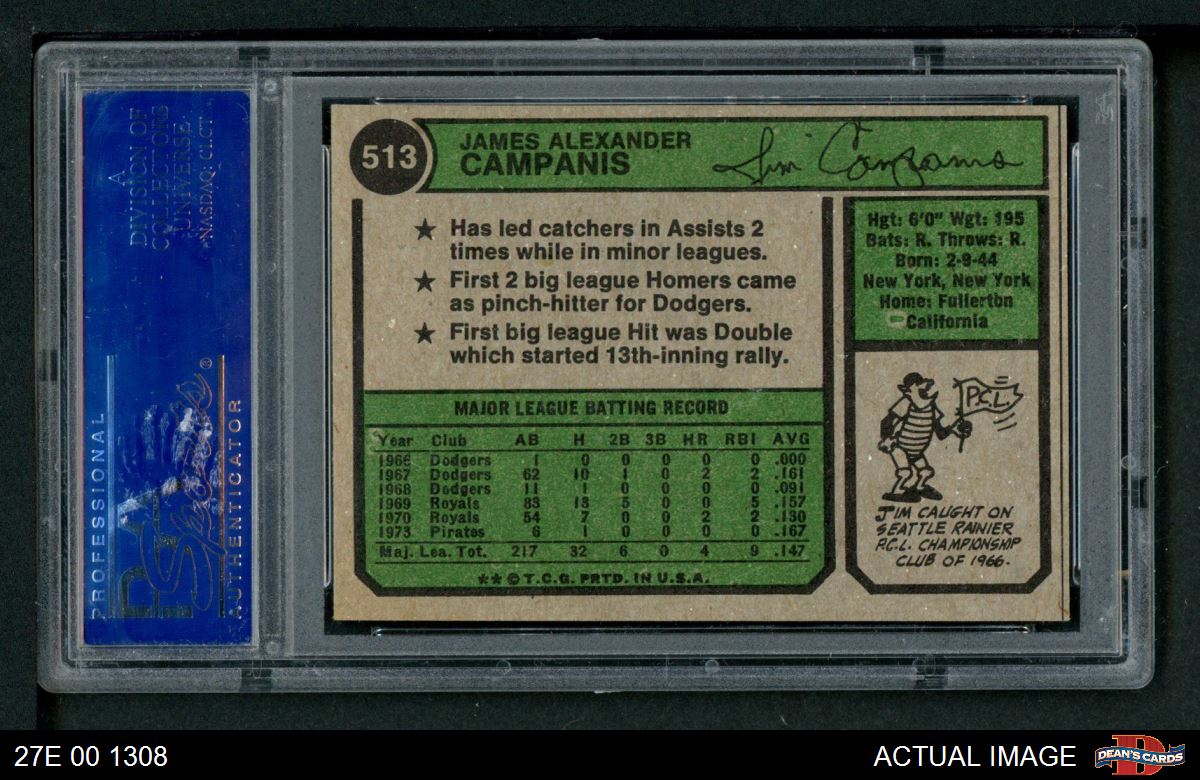 A
DIVISION OF
COLLECTORS
UNIVERSE
NASDAQ: CLCT
PROFESSIONAL
PSA
Sports ®
AUTHENTICATOR
513
JAMES ALEXANDER
CAMPANIS
Jim Campanis
★ Has led catchers in Assists 2
times while in minor leagues.
★ First 2 big league Homers came
as pinch-hitter for Dodgers.
★ First big league Hit was Double
which started 13th-inning rally.
MAJOR LEAGUE BATTING RECORD
Year Club AB H 2B 3B HR RBI AVG
1966 Dodgers 1 0 0 0 0 0 .000
1967 Dodgers 62 10 1 0 2 2 .161
1968 Dodgers 11 1 0 0 0 0 .091
1969 Royals 83 13 5 0 0 5 .157
1970 Royals 54 7 0 0 2 2 .130
1973 Pirates 6 1 0 0 0 0 .167
Maj. Lea. Tot. 217 32 6 0 4 9 .147
** © T.C.G. PRTD. IN U.S.A.
Hgt: 6'0" Wgt: 195
Bats: R. Throws: R.
Born: 2-9-44
New York, New York
Home: Fullerton
California
P.C.L.
JIM CAUGHT ON
SEATTLE RAINIER
P.C.L. CHAMPIONSHIP
CLUB OF 1966.
27E 00 1308
ACTUAL IMAGE
D
DEAN'S CARDS